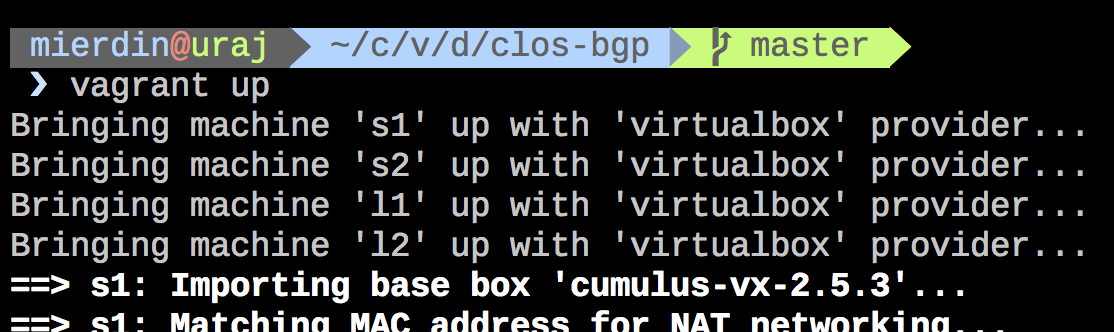 mierdin@uraj ~/c/v/d/clos-bgp master
❯ vagrant up
Bringing machine 's1' up with 'virtualbox' provider...
Bringing machine 's2' up with 'virtualbox' provider...
Bringing machine 'l1' up with 'virtualbox' provider...
Bringing machine 'l2' up with 'virtualbox' provider...
==> s1: Importing base box 'cumulus-vx-2.5.3'...
==> s1: Matching MAC address for NAT networking...